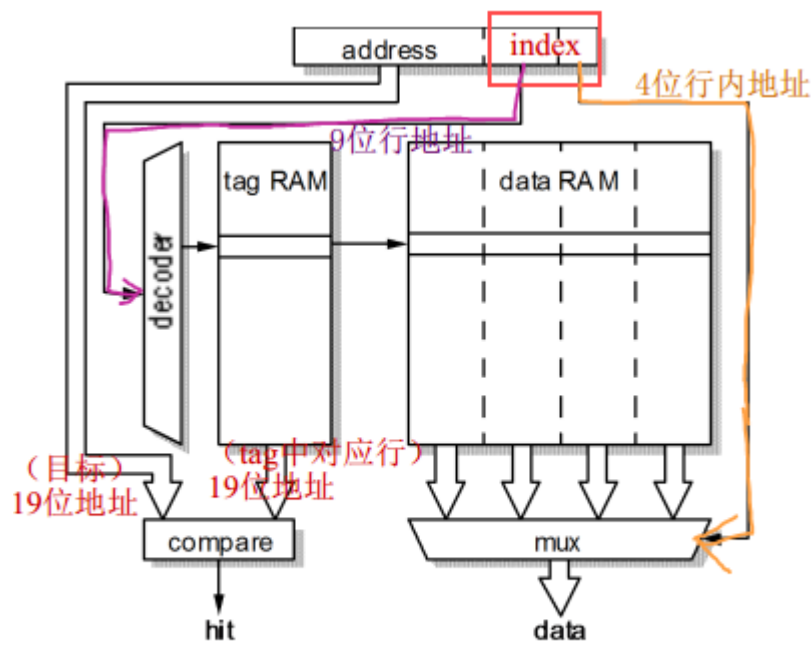 address
index
4位行内地址
9位行地址
tag RAM
data RAM
decoder
(目标)
19位地址
(tag中对应行)
19位地址
compare
mux
hit
data